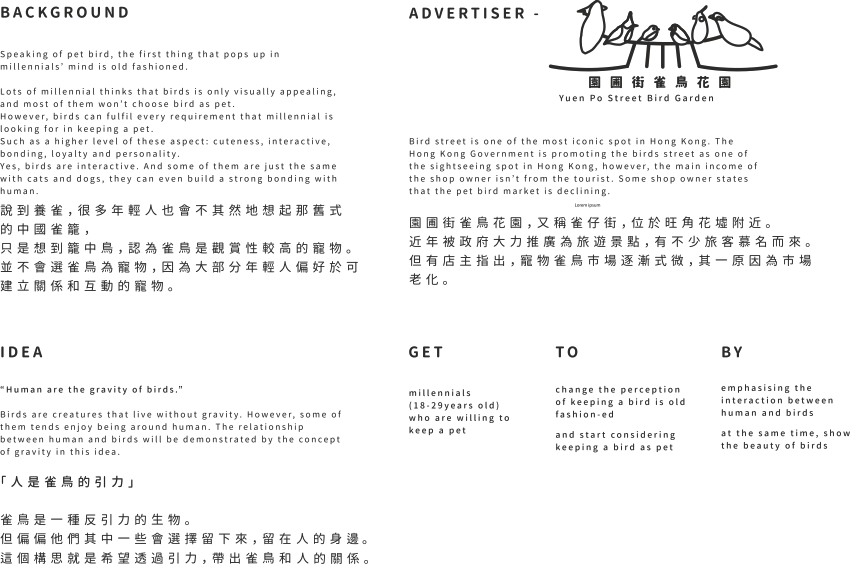 BACKGROUND
Speaking of pet bird, the first thing that pops up in
millennials' mind is old fashioned.
Lots of millennial thinks that birds is only visually appealing,
and most of them won't choose bird as pet.
However, birds can fulfil every requirement that millennial is
looking for in keeping a pet.
Such as a higher level of these aspect: cuteness, interactive,
bonding, loyalty and personality.
Yes, birds are interactive. And some of them are just the same
with cats and dogs, they can even build a strong bonding with
human.
說到養雀,很多年輕人也會不其然地想起那舊式
的中國雀籠,
只是想到籠中鳥,認為雀鳥是觀賞性較高的寵物。
並不會選雀鳥為寵物,因為大部分年輕人偏好於可
建立關係和互動的寵物。
ADVERTISER -
園圃街雀鳥花園
Yuen Po Street Bird Garden
Bird street is one of the most iconic spot in Hong Kong. The
Hong Kong Government is promoting the birds street as one of
the sightseeing spot in Hong Kong, however, the main income of
the shop owner isn't from the tourist. Some shop owner states
that the pet bird market is declining.
Lorem ipsum
園圃街雀鳥花園,又稱雀仔街,位於旺角花墟附近。
近年被政府大力推廣為旅遊景點,有不少旅客慕名而來。
但有店主指出,寵物雀鳥市場逐漸式微,其一原因為市場
老化。
IDEA
"Human are the gravity of birds."
Birds are creatures that live without gravity. However, some of
them tends enjoy being around human. The relationship
between human and birds will be demonstrated by the concept
of gravity in this idea.
「人是雀鳥的引力」
雀鳥是一種反引力的生物。
但偏偏他們其中一些會選擇留下來,留在人的身邊。
這個構思就是希望透過引力,帶出雀鳥和人的關係。
GET
millennials
(18-29years old)
who are willing to
keep a pet
TO
change the perception
of keeping a bird is old
fashion-ed
and start considering
keeping a bird as pet
BY
emphasising the
interaction between
human and birds
at the same time, show
the beauty of birds